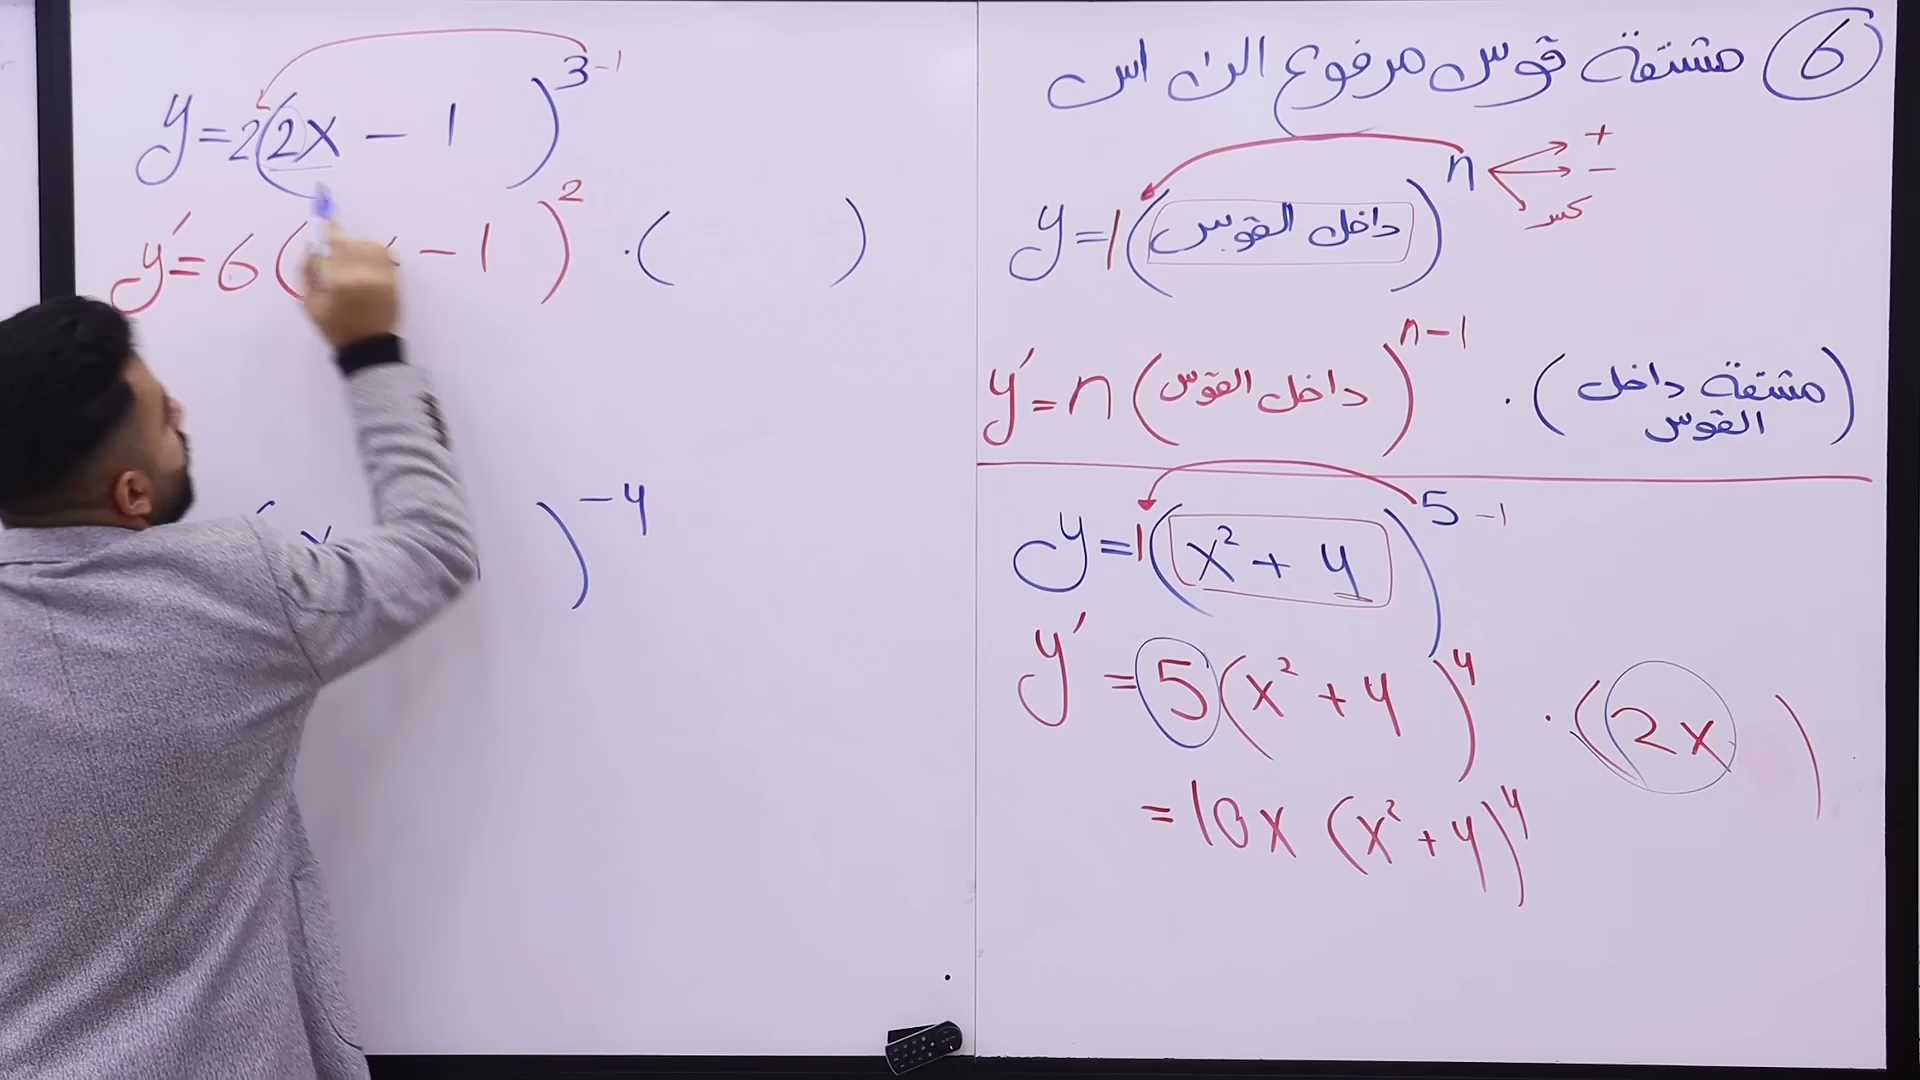 6 مشتقة قوس مرفوع الى اس
y = 1 (داخل القوس)^n + − كسر
y′ = n (داخل القوس)^n−1 · (مشتقة داخل القوس)
y = 1 (x² + 4)^5 −1
y′ = 5 (x² + 4)^4 · (2x)
= 10x (x² + 4)^4
y = 2 (2x − 1)^3 −1
y′ = 6 ( − 1)^2 · ( )
)^−4